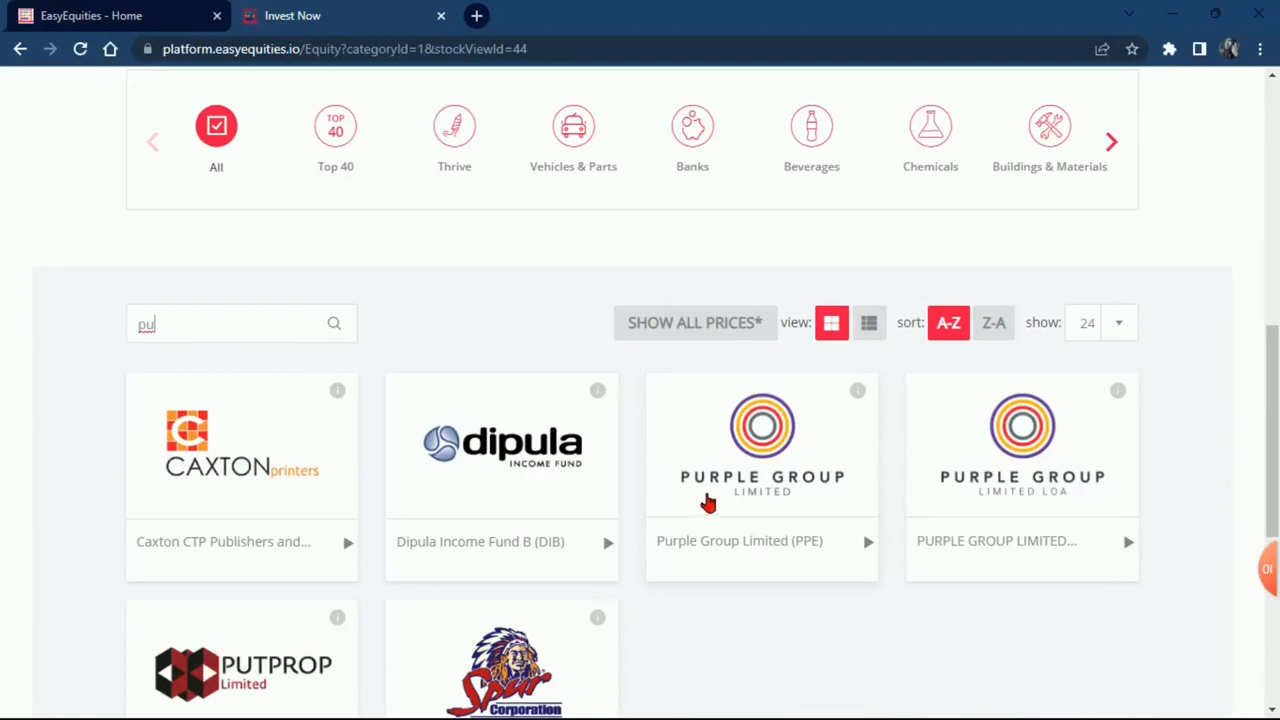 EasyEquities - Home
Invest Now
platform.easyequities.io/Equity?categoryId=1&stockViewId=44
TOP
40
All
Top 40
Thrive
Vehicles & Parts
Banks
Beverages
Chemicals
Buildings & Materials
pu
SHOW ALL PRICES*
view:
sort:
A-Z
Z-A
show:
24
CAXTONprinters
dipula
INCOME FUND
PURPLE GROUP
LIMITED
PURPLE GROUP
LIMITED LOA
Caxton CTP Publishers and...
Dipula Income Fund B (DIB)
Purple Group Limited (PPE)
PURPLE GROUP LIMITED...
PUTPROP
Limited
Spur
Corporation